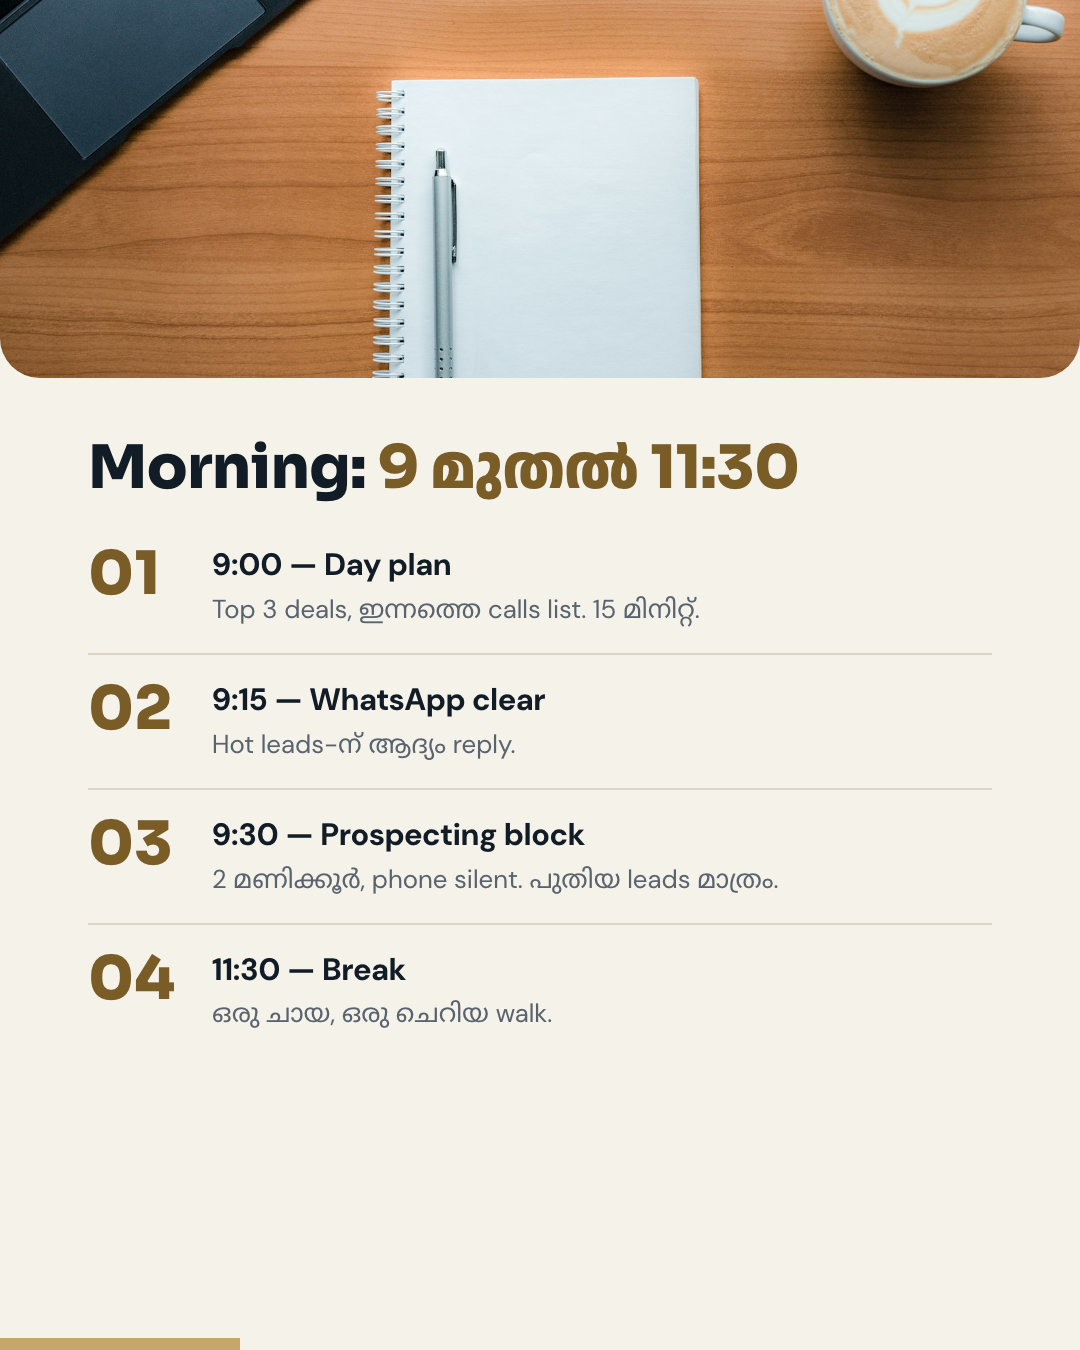 Morning: 9 മുതൽ 11:30
01
9:00 — Day plan
Top 3 deals, ഇന്നത്തെ calls list. 15 മിനിറ്റ്.
02
9:15 — WhatsApp clear
Hot leads-ന് ആദ്യം reply.
03
9:30 — Prospecting block
2 മണിക്കൂർ, phone silent. പുതിയ leads മാത്രം.
04
11:30 — Break
ഒരു ചായ, ഒരു ചെറിയ walk.